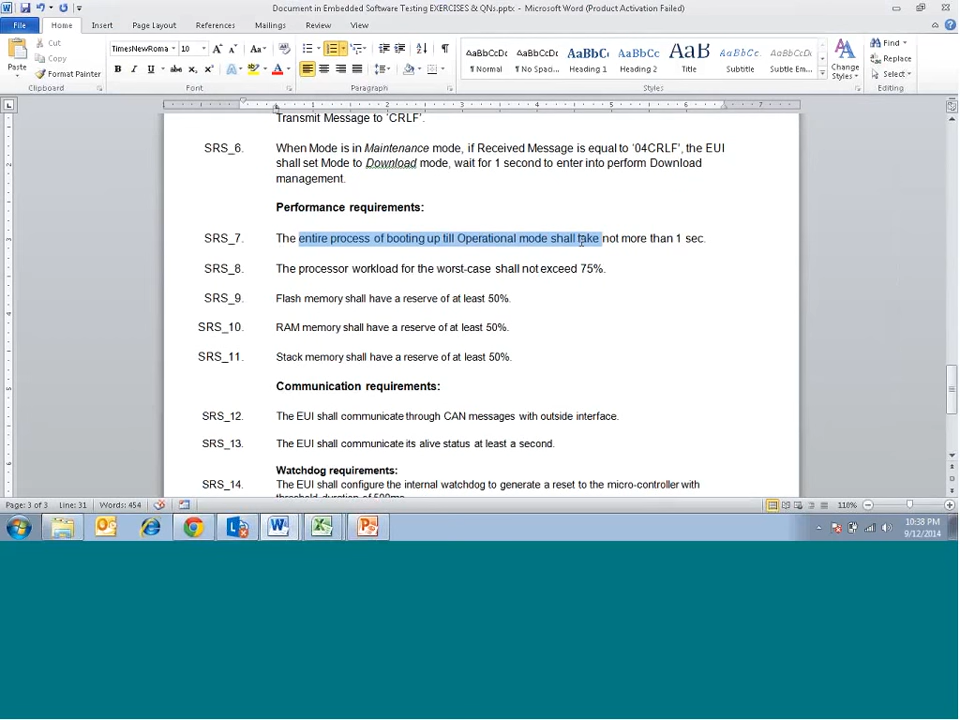 Document in Embedded Software Testing EXERCISES & QNs.pptx - Microsoft Word (Product Activation Failed)
File Home Insert Page Layout References Mailings Review View
Paste
Cut
Copy
Format Painter
Clipboard
TimesNewRoma 10
Font
Paragraph
AaBbCcDc AaBbCcDc AaBbC AaBbCc AaB AaBbCc. AaBbCcDc
¶ Normal ¶ No Spaci... Heading 1 Heading 2 Title Subtitle Subtle Em...
Styles
Change Styles
Find
Replace
Select
Editing
Transmit Message to 'CRLF'.
SRS_6. When Mode is in Maintenance mode, if Received Message is equal to '04CRLF', the EUI
shall set Mode to Download mode, wait for 1 second to enter into perform Download
management.
Performance requirements:
SRS_7. The entire process of booting up till Operational mode shall take not more than 1 sec.
SRS_8. The processor workload for the worst-case shall not exceed 75%.
SRS_9. Flash memory shall have a reserve of at least 50%.
SRS_10. RAM memory shall have a reserve of at least 50%.
SRS_11. Stack memory shall have a reserve of at least 50%.
Communication requirements:
SRS_12. The EUI shall communicate through CAN messages with outside interface.
SRS_13. The EUI shall communicate its alive status at least a second.
Watchdog requirements:
SRS_14. The EUI shall configure the internal watchdog to generate a reset to the micro-controller with
threshold duration of 500ms
Page: 3 of 3 Line: 31 Words: 454 118%
10:38 PM
9/12/2014